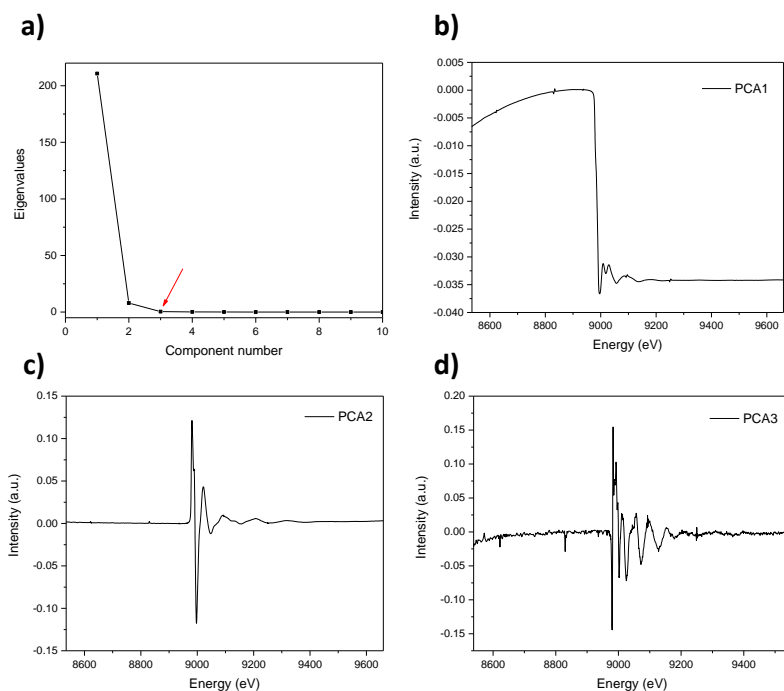 a)
200
150
100
50
0
Eigenvalues
0 2 4 6 8 10
Component number
b)
0.005
0.000
-0.005
-0.010
-0.015
-0.020
-0.025
-0.030
-0.035
-0.040
Intensity (a.u.)
PCA1
8600 8800 9000 9200 9400 9600
Energy (eV)
c)
0.15
0.10
0.05
0.00
-0.05
-0.10
-0.15
Intensity (a.u.)
PCA2
8600 8800 9000 9200 9400 9600
Energy (eV)
d)
0.20
0.15
0.10
0.05
0.00
-0.05
-0.10
-0.15
Intensity (a.u.)
PCA3
8600 8800 9000 9200 9400
Energy (eV)